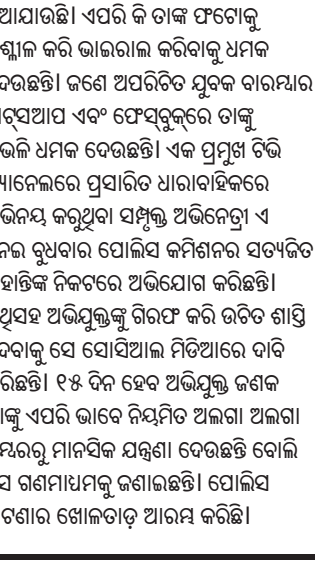 ଆଯାଉଛି। ଏପରି କି ତାଙ୍କ ଫଟୋକୁ
ଶ୍ଳୀଳ କରି ଭାଇରାଲ କରିବାକୁ ଧମକ
ଦେଉଛନ୍ତି। ଜଣେ ଅପରିଚିତ ଯୁବକ ବାରମ୍ବାର
ଟ୍ସଆପ ଏବଂ ଫେସ୍‌ବୁକ୍‌ରେ ତାଙ୍କୁ
ଭଳି ଧମକ ଦେଉଛନ୍ତି। ଏକ ପ୍ରମୁଖ ଟିଭି
ଚ୍ୟାନେଲରେ ପ୍ରସାରିତ ଧାରାବାହିକରେ
ଭିନୟ କରୁଥିବା ସମ୍ପୃକ୍ତ ଅଭିନେତ୍ରୀ ଏ
ନେଇ ବୁଧବାର ପୋଲିସ କମିଶନର ସତ୍ୟଜିତ
ହାନ୍ତିଙ୍କ ନିକଟରେ ଅଭିଯୋଗ କରିଛନ୍ତି।
ଥିସହ ଅଭିଯୁକ୍ତଙ୍କୁ ଗିରଫ କରି ଉଚିତ ଶାସ୍ତି
ଦେବାକୁ ସେ ସୋସିଆଲ ମିଡିଆରେ ଦାବି
ରିଛନ୍ତି। ୧୫ ଦିନ ହେବ ଅଭିଯୁକ୍ତ ଜଣକ
ାଙ୍କୁ ଏପରି ଭାବେ ନିୟମିତ ଅଲଗା ଅଲଗା
ମ୍ବରରୁ ମାନସିକ ଯନ୍ତ୍ରଣା ଦେଉଛନ୍ତି ବୋଲି
ସ ଗଣମାଧ୍ୟମକୁ ଜଣାଇଛନ୍ତି। ପୋଲିସ
ଟଣାର ଖୋଳତାଡ଼ ଆରମ୍ଭ କରିଛି।